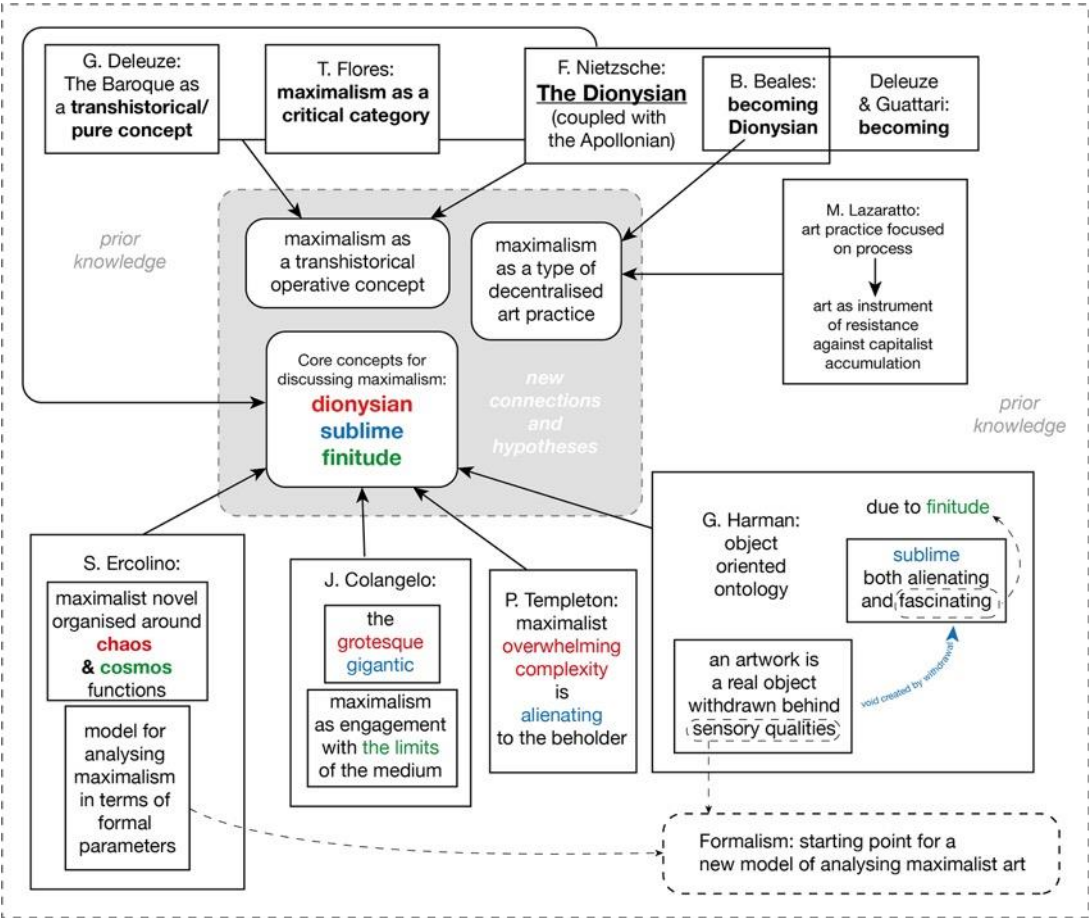 G. Deleuze:
The Baroque as
a transhistorical/
pure concept
T. Flores:
maximalism as a
critical category
F. Nietzsche:
The Dionysian
(coupled with
the Apollonian)
B. Beales:
becoming
Dionysian
Deleuze
& Guattari:
becoming
prior
knowledge
maximalism as
a transhistorical
operative concept
maximalism
as a type of
decentralised
art practice
M. Lazaratto:
art practice focused
on process
art as instrument
of resistance
against capitalist
accumulation
Core concepts for
discussing maximalism:
dionysian
sublime
finitude
new
connections
and
hypotheses
prior
knowledge
S. Ercolino:
maximalist novel
organised around
chaos
& cosmos
functions
model for
analysing
maximalism
in terms of
formal
parameters
J. Colangelo:
the
grotesque
gigantic
maximalism
as engagement
with the limits
of the medium
P. Templeton:
maximalist
overwhelming
complexity
is
alienating
to the beholder
G. Harman:
object
oriented
ontology
due to finitude
sublime
both alienating
and fascinating
an artwork is
a real object
withdrawn behind
sensory qualities
void created by withdrawal
Formalism: starting point for a
new model of analysing maximalist art